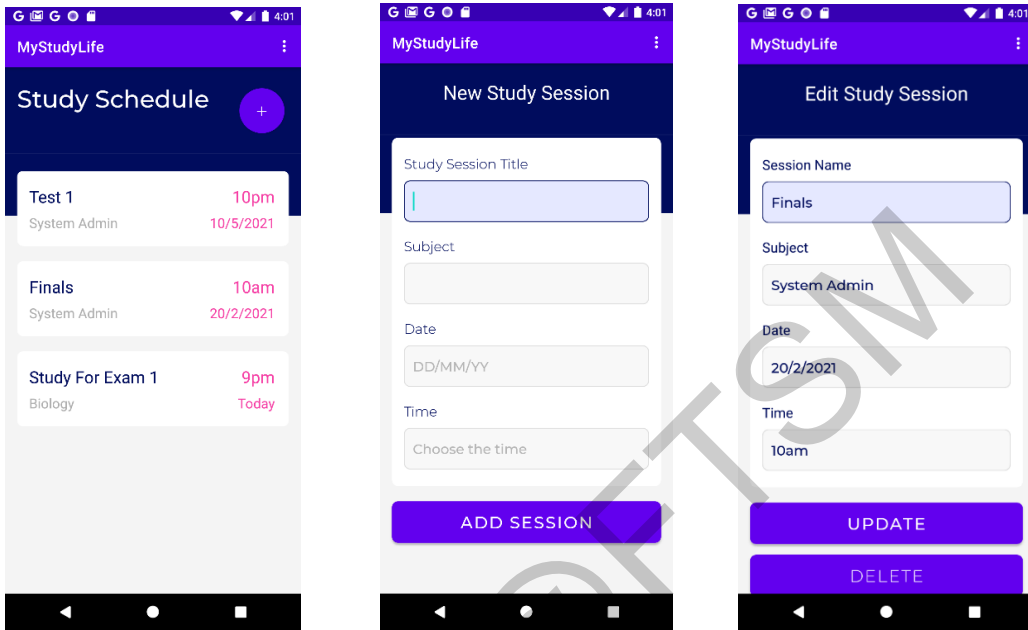 4:01
MyStudyLife
Study Schedule
+
Test 1
10pm
System Admin
10/5/2021
Finals
10am
System Admin
20/2/2021
Study For Exam 1
9pm
Biology
Today
4:01
MyStudyLife
New Study Session
Study Session Title
Subject
Date
DD/MM/YY
Time
Choose the time
ADD SESSION
4:01
MyStudyLife
Edit Study Session
Session Name
Finals
Subject
System Admin
Date
20/2/2021
Time
10am
UPDATE
DELETE
@FTSM